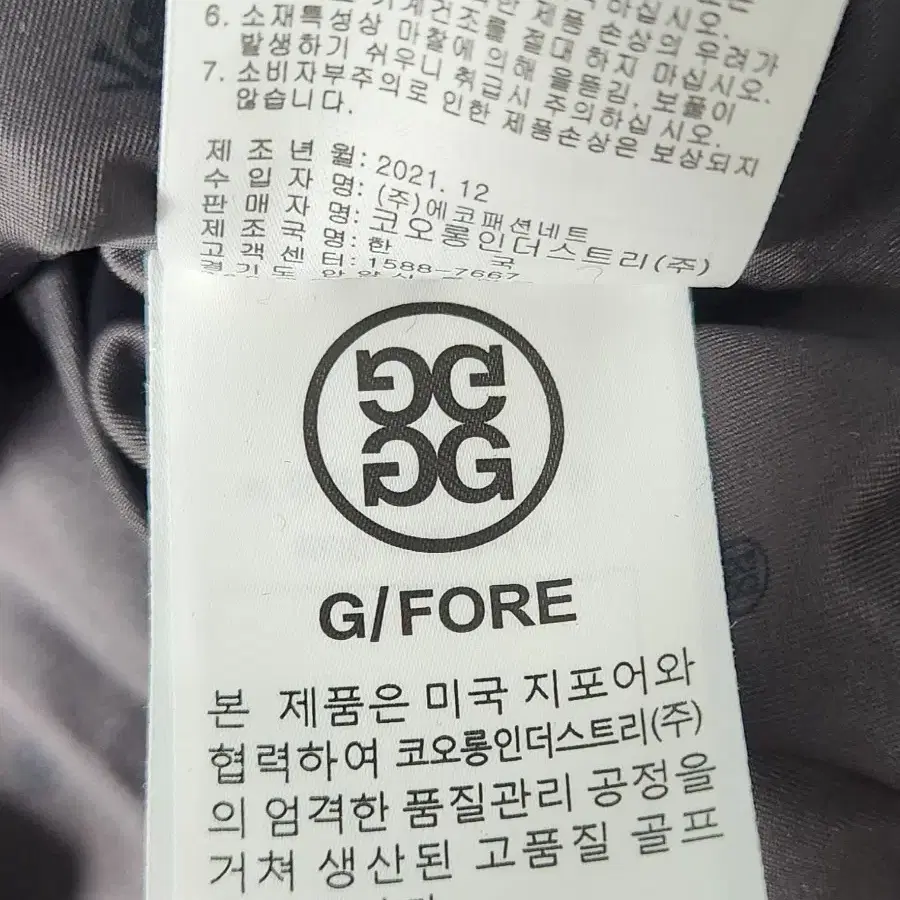 하십시오.
6. 소재특성상 마찰에 의해 올뜯김, 보풀이
발생하기 쉬우니 취급시 주의하십시오.
7. 소비자부주의로 인한 제품손상은 보상되지
않습니다.
제조년월: 2021. 12
수입자명: (주)에코패션네트
판매자명: 코오롱인더스트리(주)
제조국명: 한 국
고객센터: 1588-7667
G/FORE
본 제품은 미국 지포어와
협력하여 코오롱인더스트리(주)
의 엄격한 품질관리 공정을
거쳐 생산된 고품질 골프